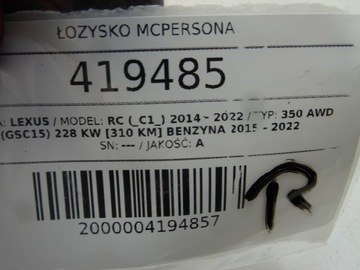 ŁOZYSKO MCPERSONA
419485
A: LEXUS / MODEL: RC (_C1_) 2014 - 2022 / TYP: 350 AWD
(GSC15) 228 KW [310 KM] BENZYNA 2015 - 2022
SN: --- / JAKOŚĆ: A
2000004194857
R